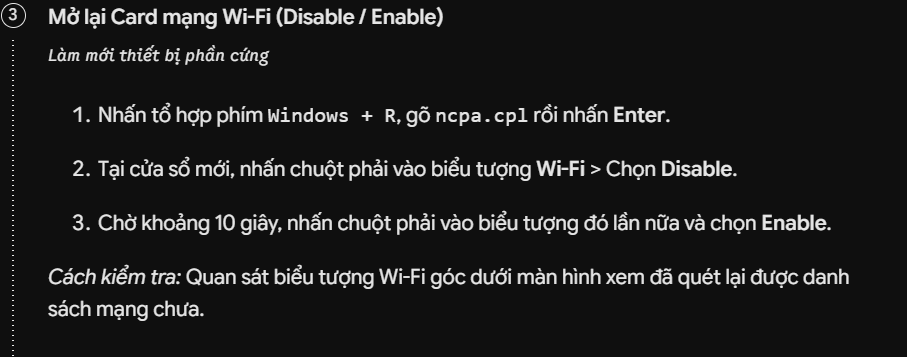 3 Mở lại Card mạng Wi-Fi (Disable / Enable)
Làm mới thiết bị phần cứng
1. Nhấn tổ hợp phím Windows + R, gõ ncpa.cpl rồi nhấn Enter.
2. Tại cửa sổ mới, nhấn chuột phải vào biểu tượng Wi-Fi > Chọn Disable.
3. Chờ khoảng 10 giây, nhấn chuột phải vào biểu tượng đó lần nữa và chọn Enable.
Cách kiểm tra: Quan sát biểu tượng Wi-Fi góc dưới màn hình xem đã quét lại được danh
sách mạng chưa.